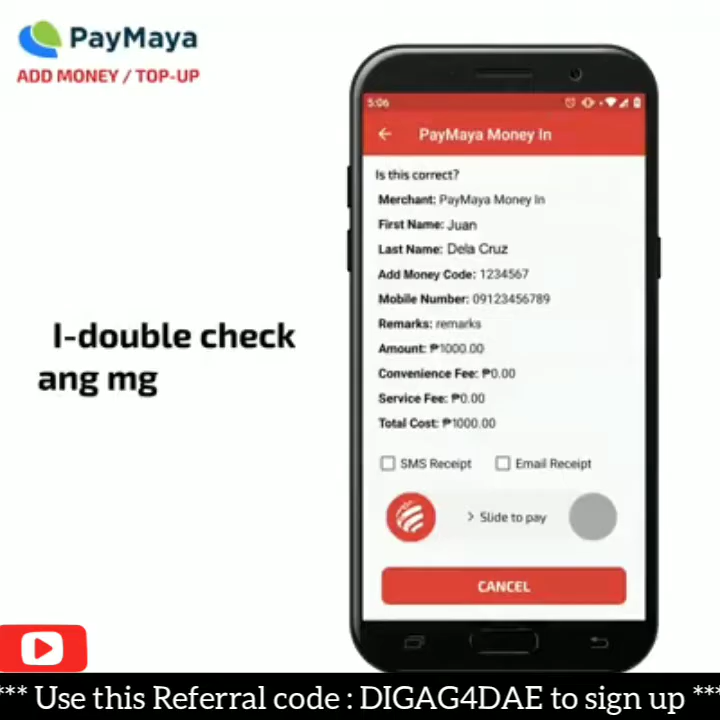 PayMaya
ADD MONEY / TOP-UP
5:06
PayMaya Money In
Is this correct?
Merchant: PayMaya Money In
First Name: Juan
Last Name: Dela Cruz
Add Money Code: 1234567
Mobile Number: 09123456789
Remarks: remarks
Amount: ₱1000.00
Convenience Fee: ₱0.00
Service Fee: ₱0.00
Total Cost: ₱1000.00
SMS Receipt Email Receipt
> Slide to pay
CANCEL
I-double check
ang mg
*** Use this Referral code : DIGAG4DAE to sign up ***